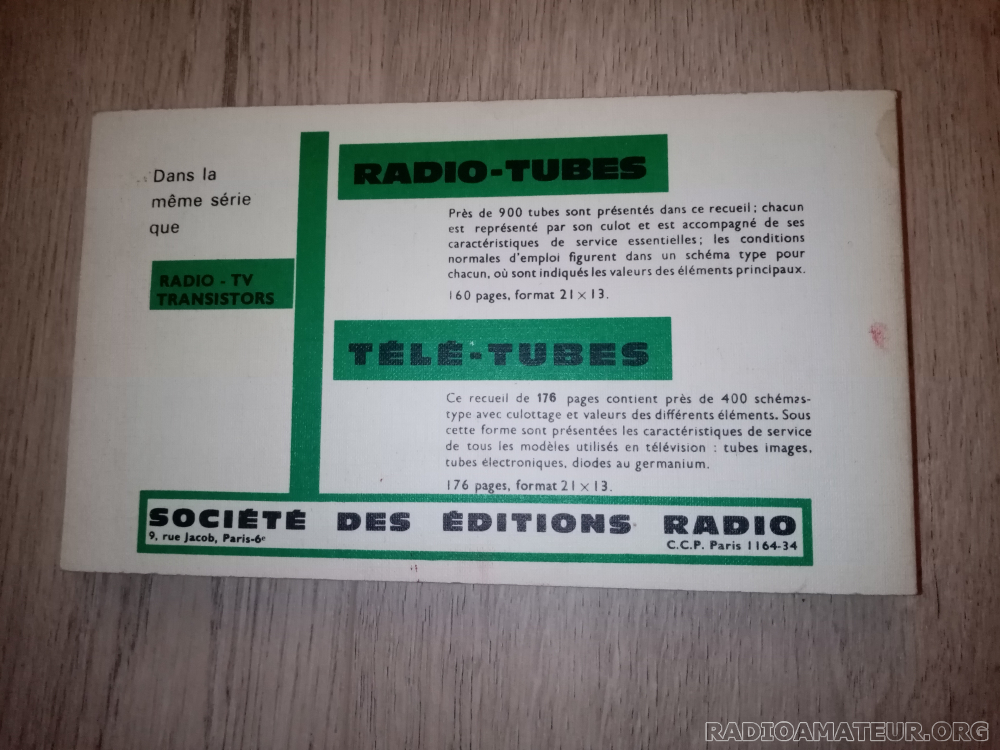 Dans la
même série
que
RADIO - TV
TRANSISTORS
RADIO-TUBES
Près de 900 tubes sont présentés dans ce recueil; chacun
est représenté par son culot et est accompagné de ses
caractéristiques de service essentielles; les conditions
normales d'emploi figurent dans un schéma type pour
chacun, où sont indiqués les valeurs des éléments principaux.
160 pages, format 21 × 13.
TÉLÉ-TUBES
Ce recueil de 176 pages contient près de 400 schémas-
type avec culottage et valeurs des différents éléments. Sous
cette forme sont présentées les caractéristiques de service
de tous les modèles utilisés en télévision : tubes images,
tubes électroniques, diodes au germanium.
176 pages, format 21 × 13.
SOCIÉTÉ DES ÉDITIONS RADIO
9, rue Jacob, Paris-6e
C.C.P. Paris 1164-34
RADIOAMATEUR.ORG